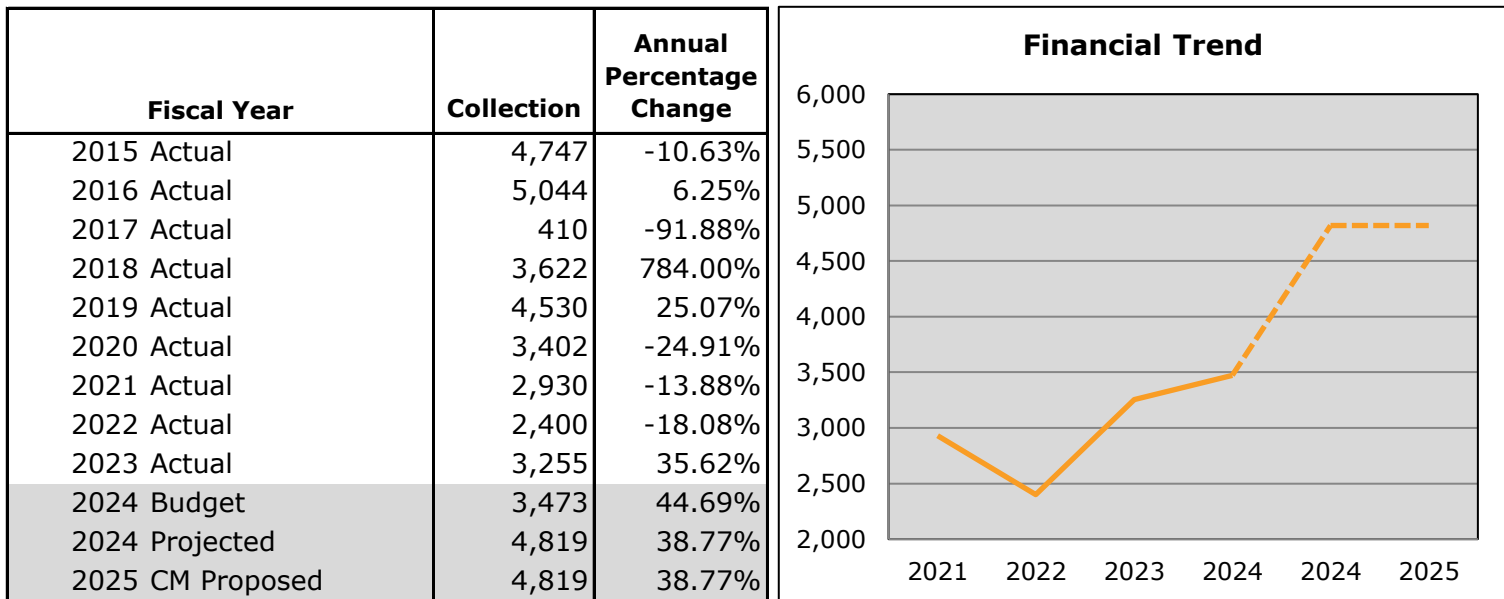 Fiscal Year Collection Annual Percentage Change
2015 Actual 4,747 -10.63%
2016 Actual 5,044 6.25%
2017 Actual 410 -91.88%
2018 Actual 3,622 784.00%
2019 Actual 4,530 25.07%
2020 Actual 3,402 -24.91%
2021 Actual 2,930 -13.88%
2022 Actual 2,400 -18.08%
2023 Actual 3,255 35.62%
2024 Budget 3,473 44.69%
2024 Projected 4,819 38.77%
2025 CM Proposed 4,819 38.77%
Financial Trend
6,000
5,500
5,000
4,500
4,000
3,500
3,000
2,500
2,000
2021 2022 2023 2024 2024 2025